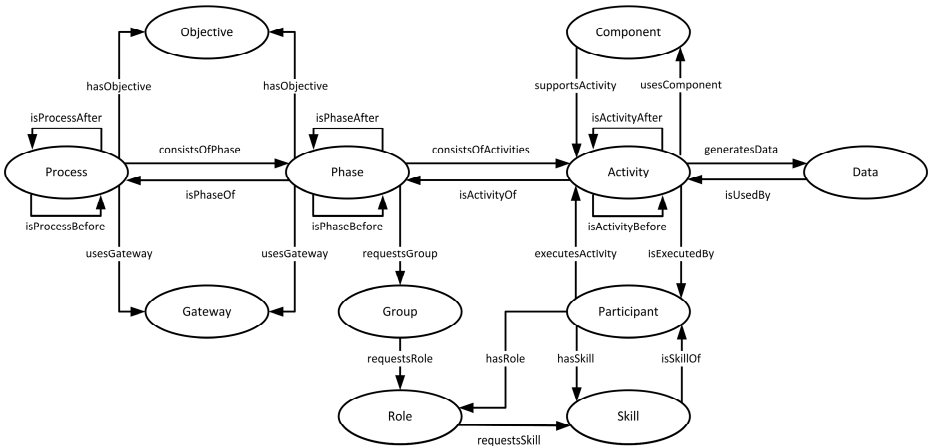 Objective
Component
hasObjective
hasObjective
supportsActivity
usesComponent
isProcessAfter
isPhaseAfter
isActivityAfter
consistsOfPhase
consistsOfActivities
generatesData
Process
Phase
Activity
Data
isPhaseOf
isActivityOf
isUsedBy
isProcessBefore
isPhaseBefore
isActivityBefore
usesGateway
usesGateway
requestsGroup
executesActivity
isExecutedBy
Gateway
Group
Participant
requestsRole
hasRole
hasSkill
isSkillOf
Role
Skill
requestsSkill